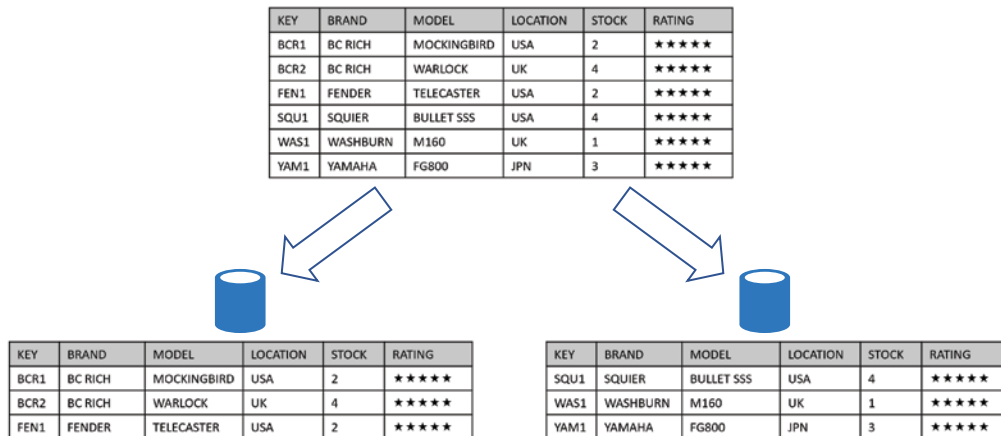 KEY BRAND MODEL LOCATION STOCK RATING
BCR1 BC RICH MOCKINGBIRD USA 2 ★★★★★
BCR2 BC RICH WARLOCK UK 4 ★★★★★
FEN1 FENDER TELECASTER USA 2 ★★★★★
SQU1 SQUIER BULLET SSS USA 4 ★★★★★
WAS1 WASHBURN M160 UK 1 ★★★★★
YAM1 YAMAHA FG800 JPN 3 ★★★★★
KEY BRAND MODEL LOCATION STOCK RATING
BCR1 BC RICH MOCKINGBIRD USA 2 ★★★★★
BCR2 BC RICH WARLOCK UK 4 ★★★★★
FEN1 FENDER TELECASTER USA 2 ★★★★★
KEY BRAND MODEL LOCATION STOCK RATING
SQU1 SQUIER BULLET SSS USA 4 ★★★★★
WAS1 WASHBURN M160 UK 1 ★★★★★
YAM1 YAMAHA FG800 JPN 3 ★★★★★